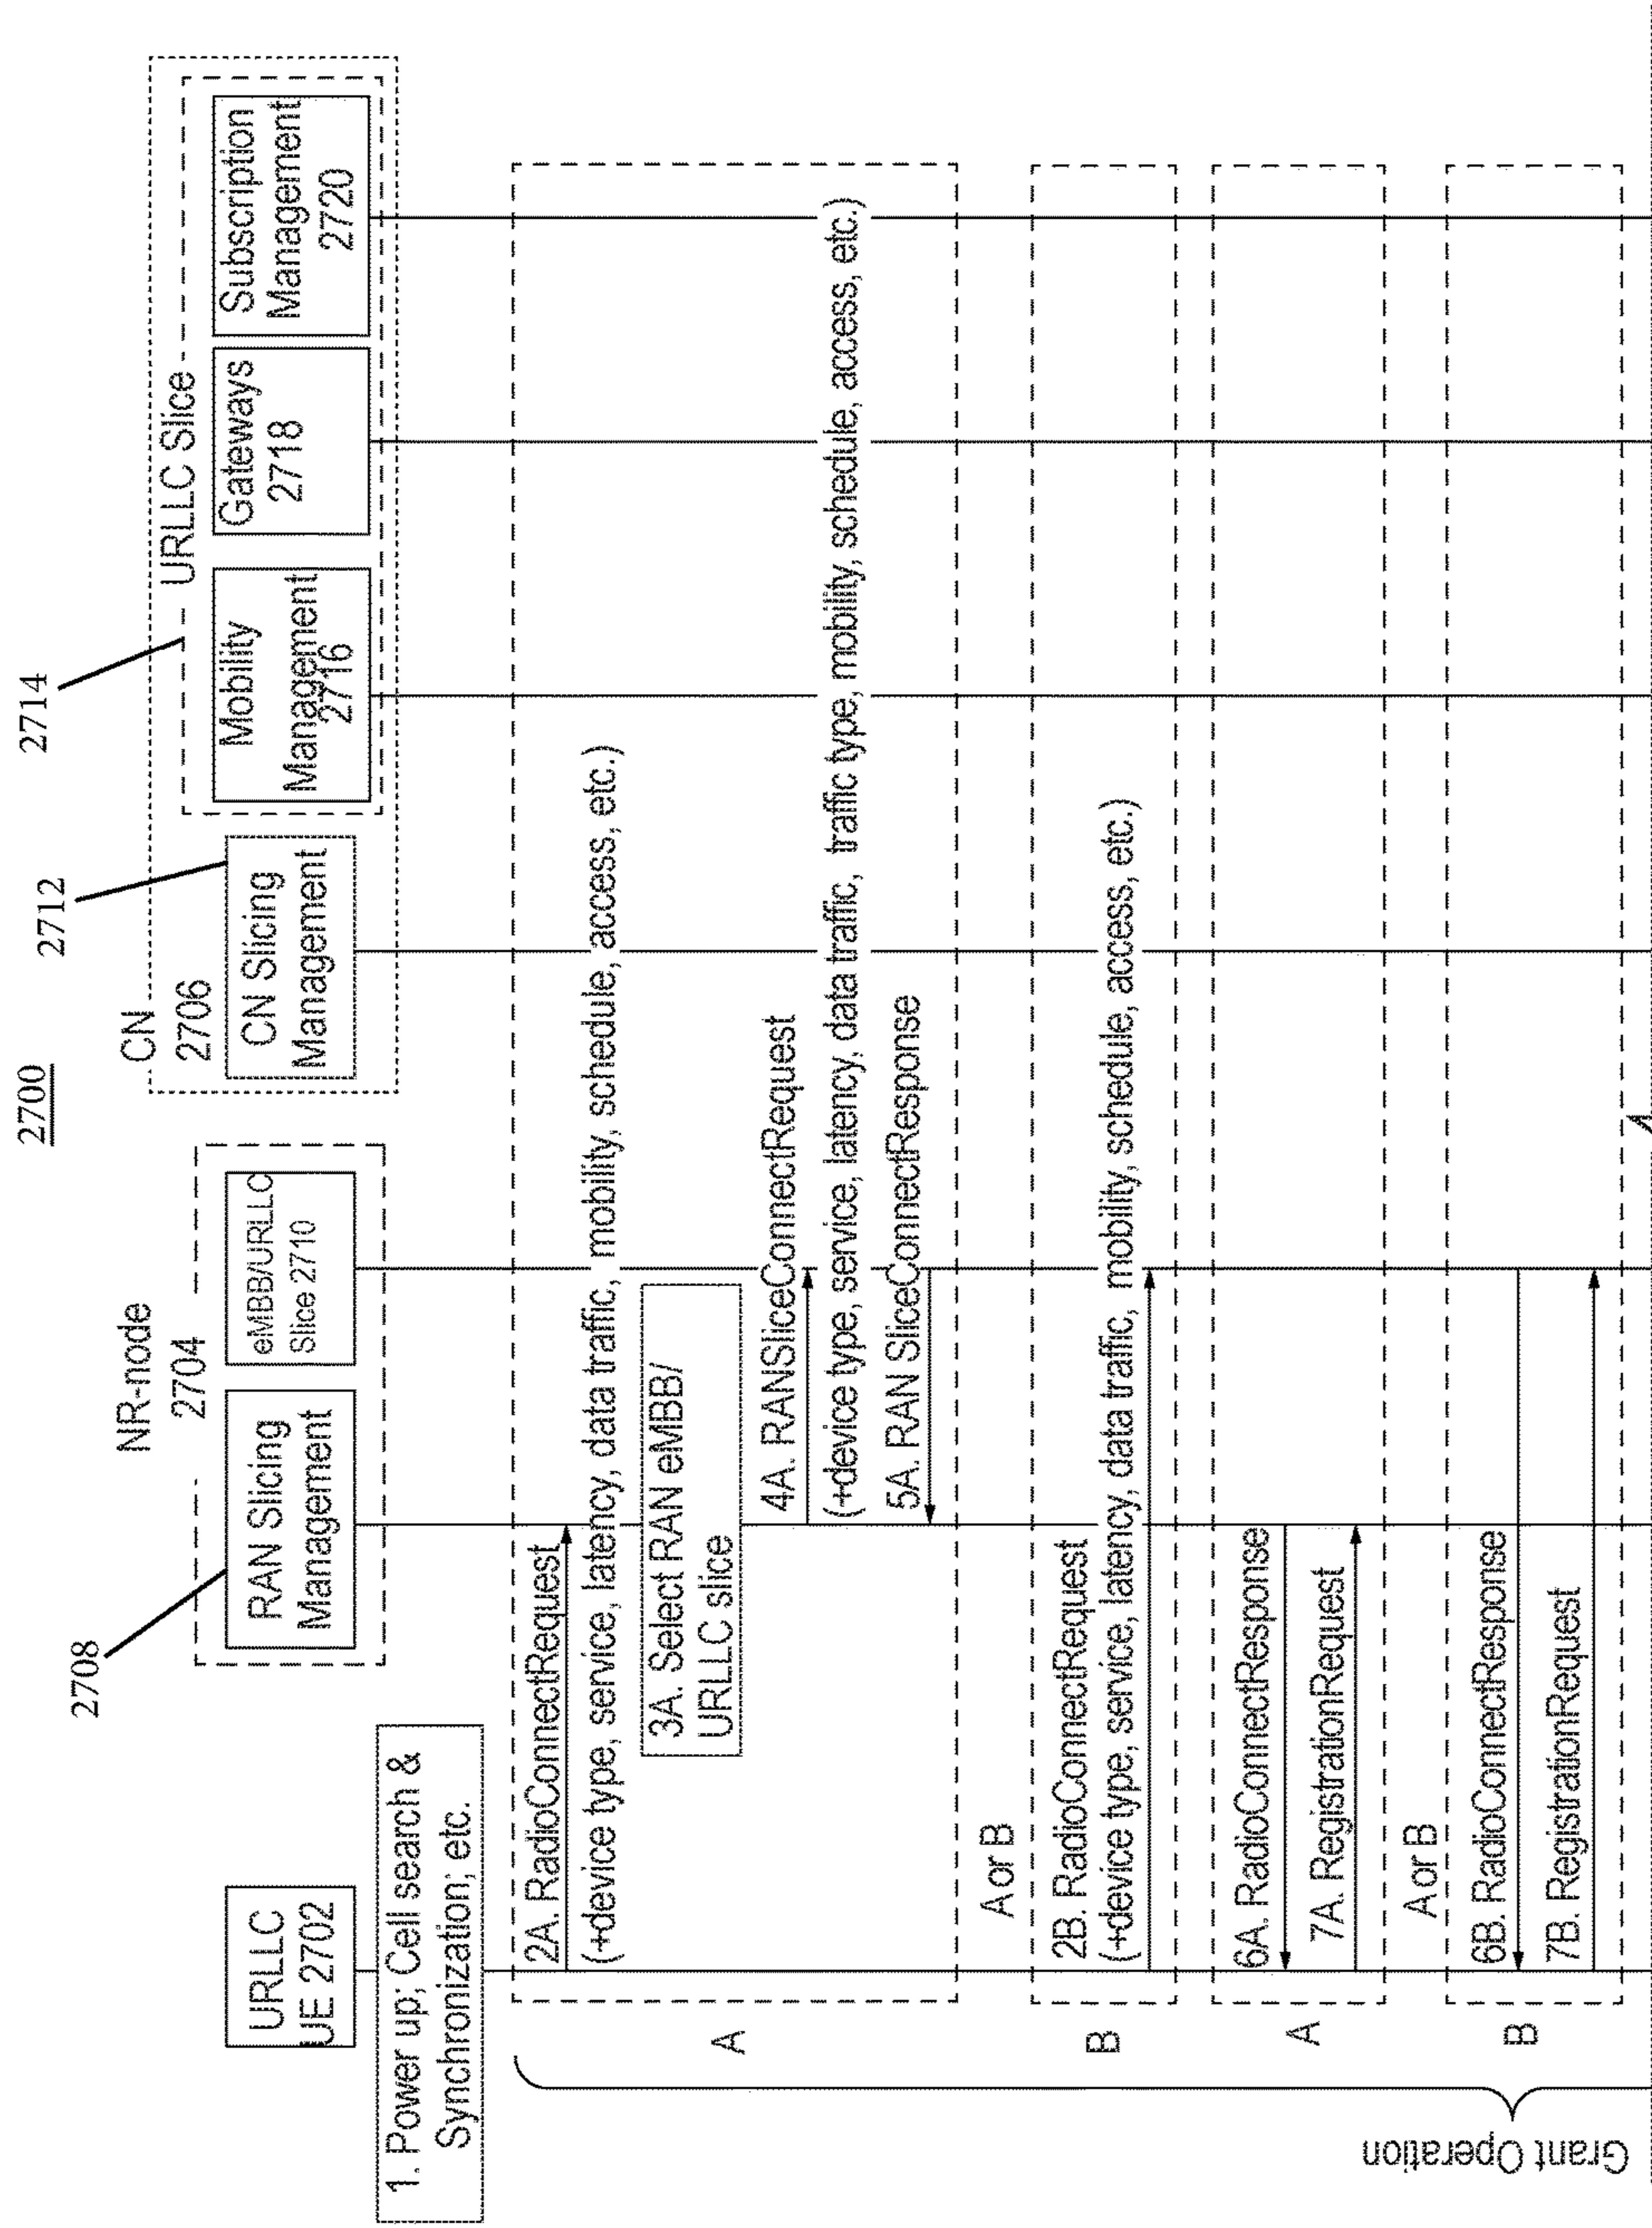 2700
2714
2712
2708
NR-node
2704
CN
2706
URLLC Slice
URLLC
UE 2702
RAN Slicing
Management
eMBB/URLLC
Slice 2710
CN Slicing
Management
Mobility
Management
2716
Gateways
2718
Subscription
Management
2720
1. Power up; Cell search &
Synchronization; etc.
A
2A. RadioConnectRequest
(+device type, service, latency, data traffic, mobility, schedule, access, etc.)
3A. Select RAN eMBB/
URLLC slice
4A. RANSliceConnectRequest
(+device type, service, latency, data traffic, traffic type, mobility, schedule, access, etc.)
5A. RAN SliceConnectResponse
A or B
B
2B. RadioConnectRequest
(+device type, service, latency, data traffic, mobility, schedule, access, etc.)
A
6A. RadioConnectResponse
7A. RegistrationRequest
A or B
B
6B. RadioConnectResponse
7B. RegistrationRequest
Grant Operation